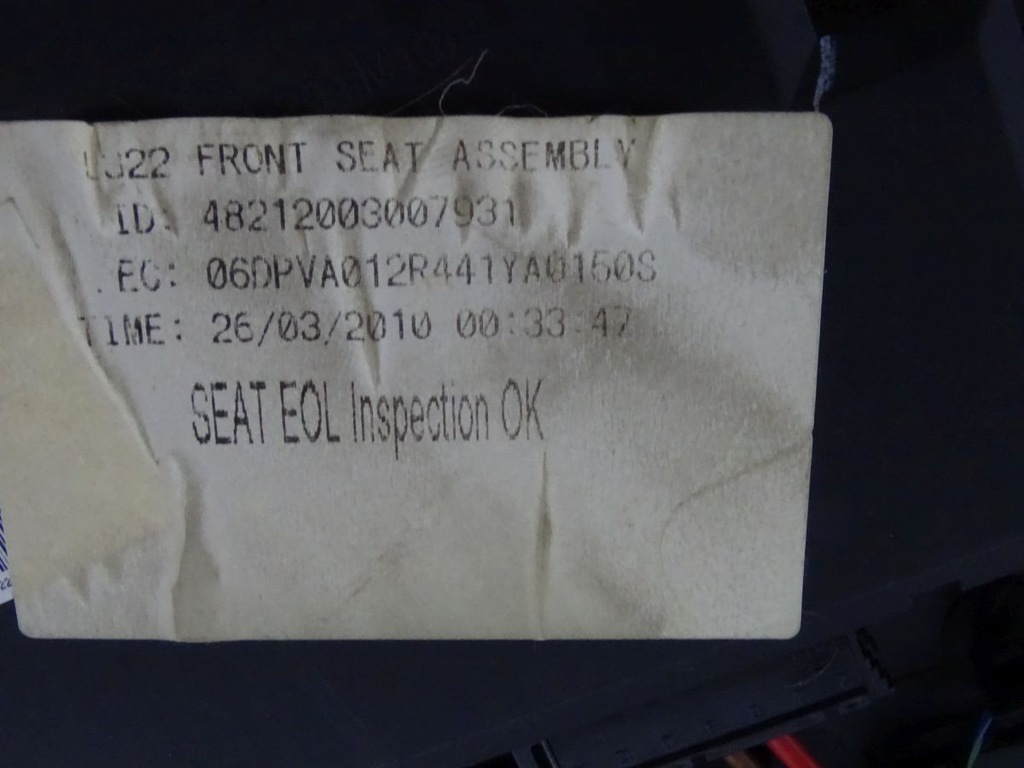 FRONT SEAT ASSEMBLY
ID: 48212003007931
EC: 06DPVA012R441YA0150S
TIME: 26/03/2010 00:33:47
SEAT EOL Inspection OK